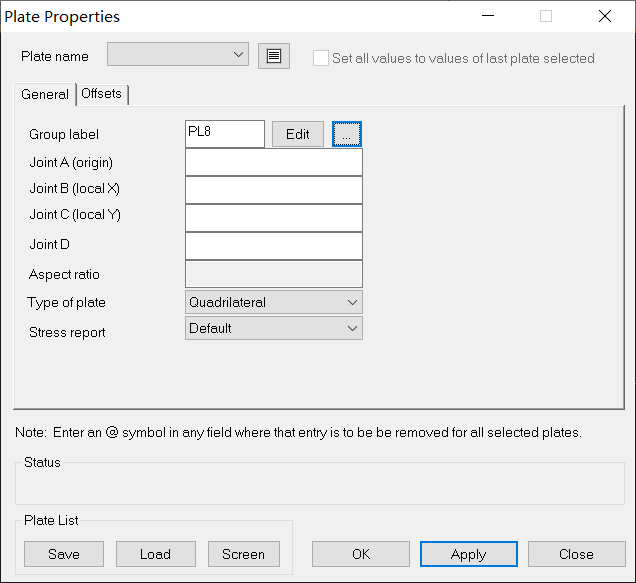 Plate Properties
Plate name
Set all values to values of last plate selected
General Offsets
Group label PL8 Edit ...
Joint A (origin)
Joint B (local X)
Joint C (local Y)
Joint D
Aspect ratio
Type of plate Quadrilateral
Stress report Default
Note: Enter an @ symbol in any field where that entry is to be be removed for all selected plates.
Status
Plate List
Save Load Screen OK Apply Close